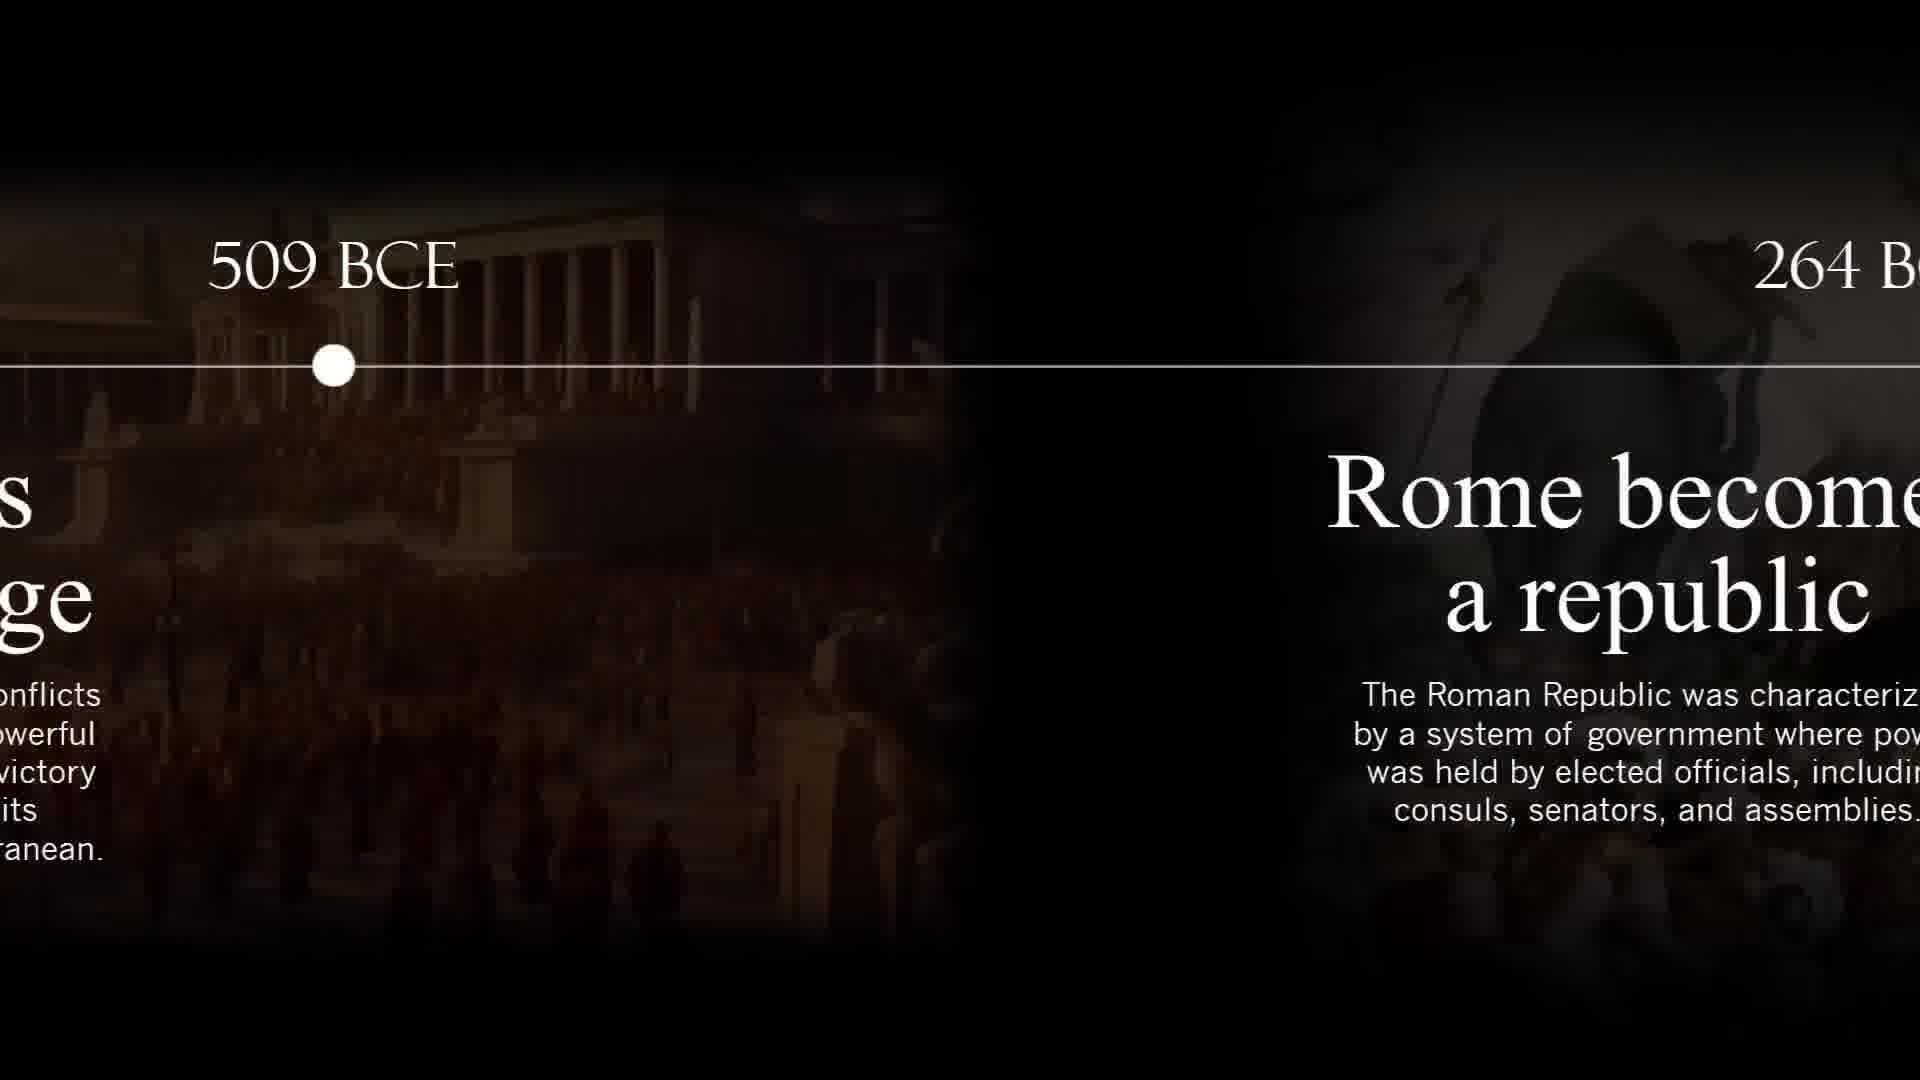 509 BCE
s
ge
onflicts
owerful
victory
its
ranean.
264 B
Rome become
a republic
The Roman Republic was characteriz
by a system of government where pow
was held by elected officials, includin
consuls, senators, and assemblies.